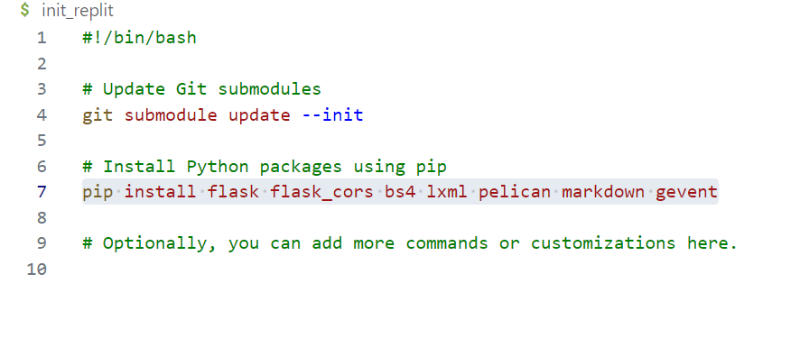 $ init_replit
1 #!/bin/bash
2
3 # Update Git submodules
4 git submodule update --init
5
6 # Install Python packages using pip
7 pip install flask flask_cors bs4 lxml pelican markdown gevent
8
9 # Optionally, you can add more commands or customizations here.
10